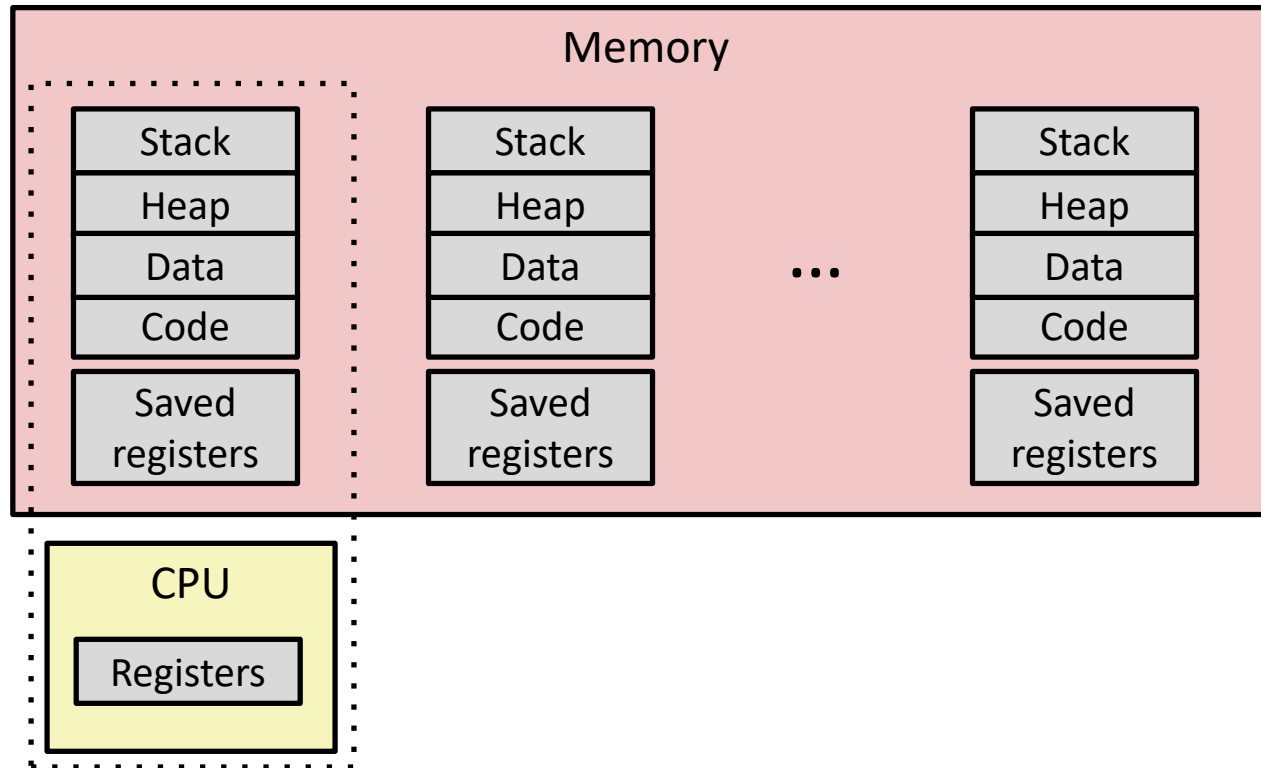 Memory
Stack
Heap
Data
Code
Saved
registers
Stack
Heap
Data
Code
Saved
registers
...
Stack
Heap
Data
Code
Saved
registers
CPU
Registers